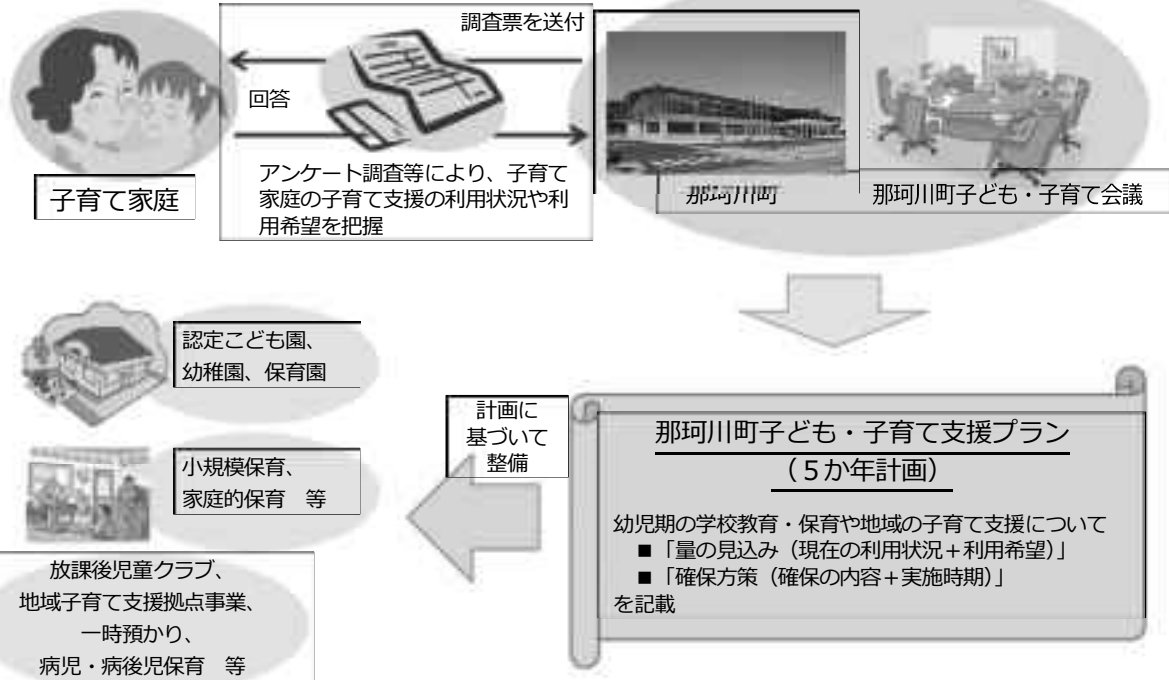 調査票を送付
回答
アンケート調査等により、子育て
家庭の子育て支援の利用状況や利
用希望を把握
子育て家庭
那珂川町
那珂川町子ども・子育て会議
認定こども園、
幼稚園、保育園
小規模保育、
家庭的保育　等
放課後児童クラブ、
地域子育て支援拠点事業、
一時預かり、
病児・病後児保育　等
計画に
基づいて
整備
那珂川町子ども・子育て支援プラン
（５か年計画）
幼児期の学校教育・保育や地域の子育て支援について
■「量の見込み（現在の利用状況＋利用希望）」
■「確保方策（確保の内容＋実施時期）」
を記載